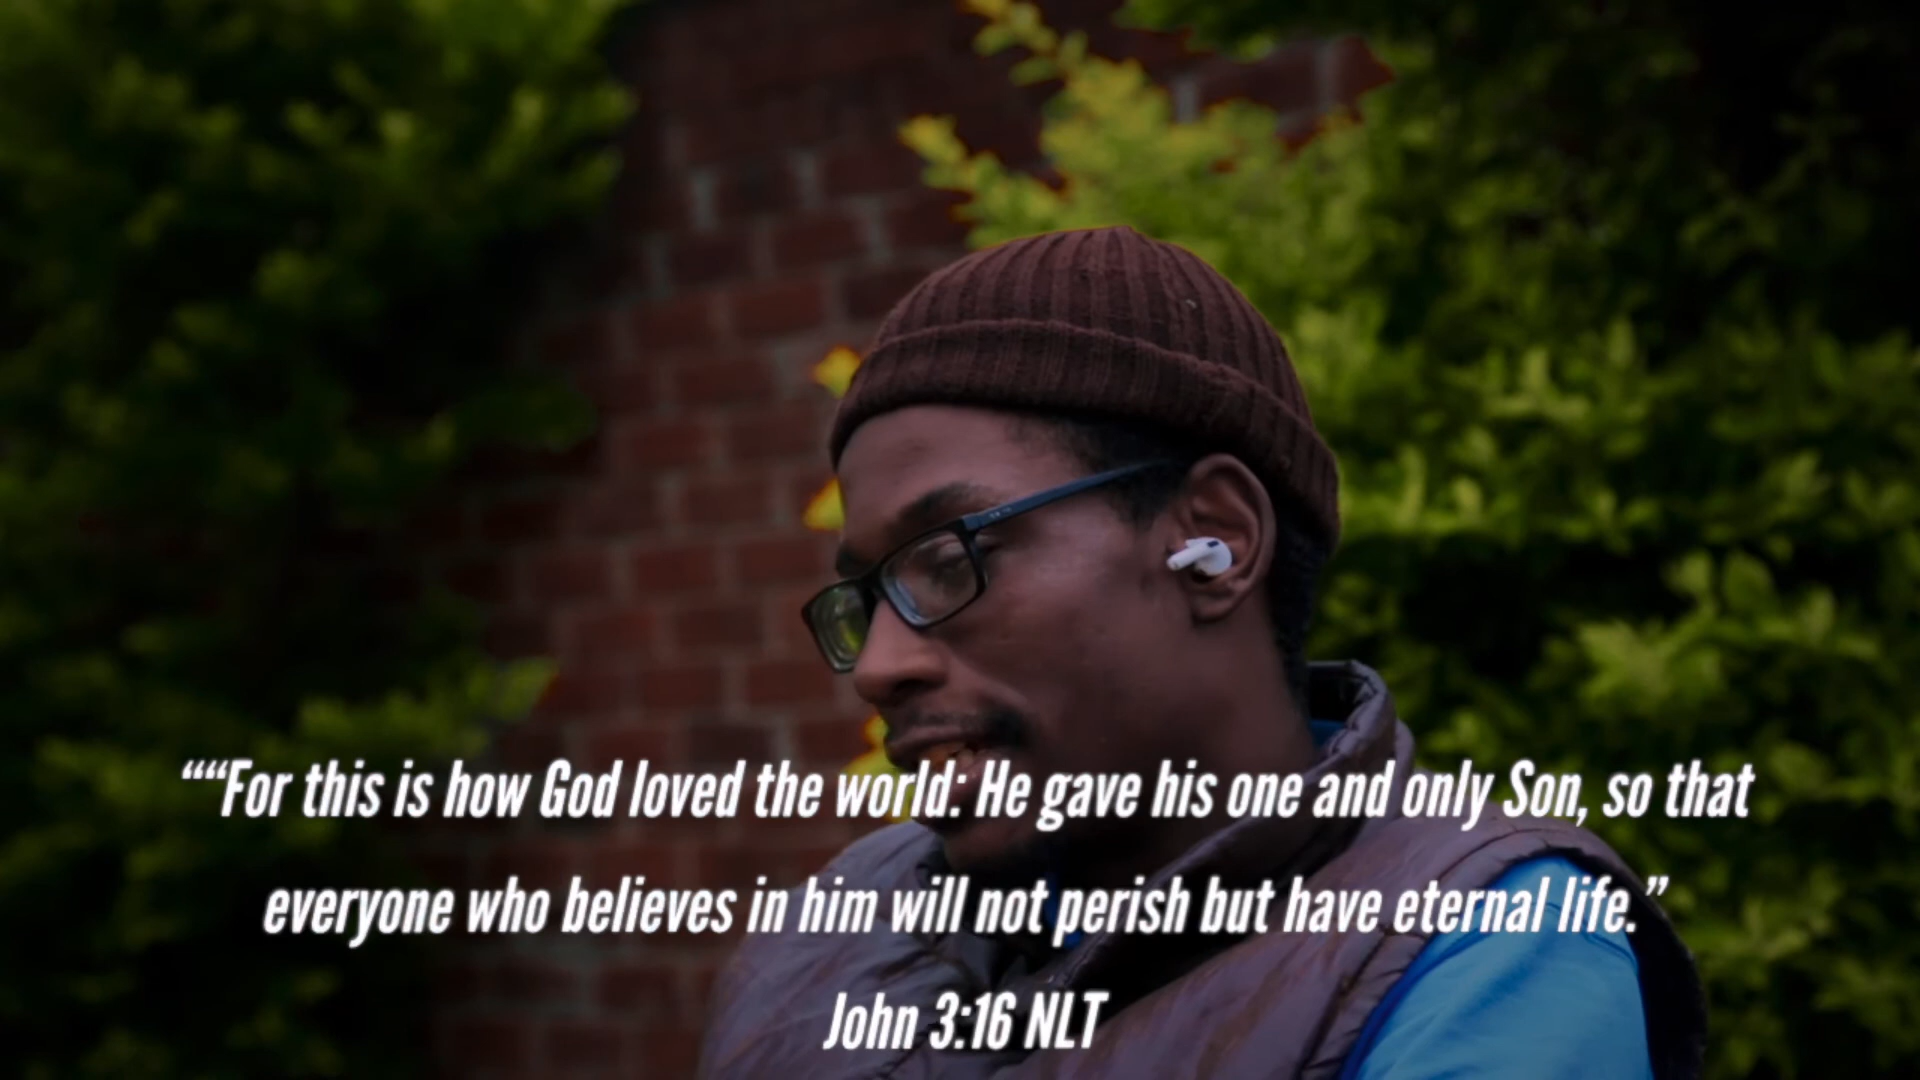 ““For this is how God loved the world: He gave his one and only Son, so that
everyone who believes in him will not perish but have eternal life.”
John 3:16 NLT